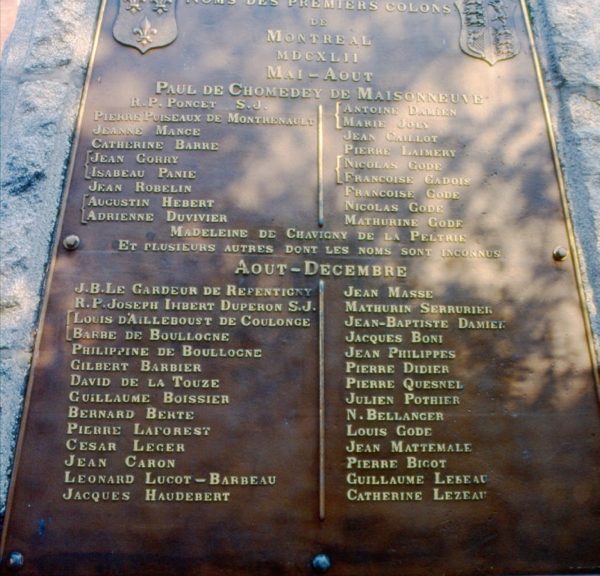 NOMS DES PREMIERS COLONS
DE
MONTREAL
MDCXLII
MAI-AOUT
PAUL DE CHOMEDEY DE MAISONNEUVE
R.P. PONCET S.J.
PIERRE PUISEAUX DE MONTRENAULT
JEANNE MANCE
CATHERINE BARRE
JEAN GORRY
ISABEAU PANIE
JEAN ROBELIN
AUGUSTIN HEBERT
ADRIENNE DUVIVIER
ANTOINE DAMIEN
MARIE JOLY
JEAN CAILLOT
PIERRE LAIMERY
NICOLAS GODE
FRANCOISE GADOIS
FRANCOISE GODE
NICOLAS GODE
MATHURINE GODE
MADELEINE DE CHAVIGNY DE LA PELTRIE
ET PLUSIEURS AUTRES DONT LES NOMS SONT INCONNUS
AOUT-DECEMBRE
J.B. LE GARDEUR DE REPENTIGNY
R.P. JOSEPH IHBERT DUPERON S.J.
LOUIS D'AILLEBOUST DE COULONGE
BARBE DE BOULLOGNE
PHILIPPINE DE BOULLOGNE
GILBERT BARBIER
DAVID DE LA TOUZE
GUILLAUME BOISSIER
BERNARD BERTE
PIERRE LAFOREST
CESAR LEGER
JEAN CARON
LEONARD LUCOT-BARBEAU
JACQUES HAUDEBERT
JEAN MASSE
MATHURIN SERRURIER
JEAN-BAPTISTE DAMIEN
JACQUES BONI
JEAN PHILIPPES
PIERRE DIDIER
PIERRE QUESNEL
JULIEN POTHIER
N. BELLANGER
LOUIS GODE
JEAN MATTEMALE
PIERRE BIGOT
GUILLAUME LEBEAU
CATHERINE LEZEAU